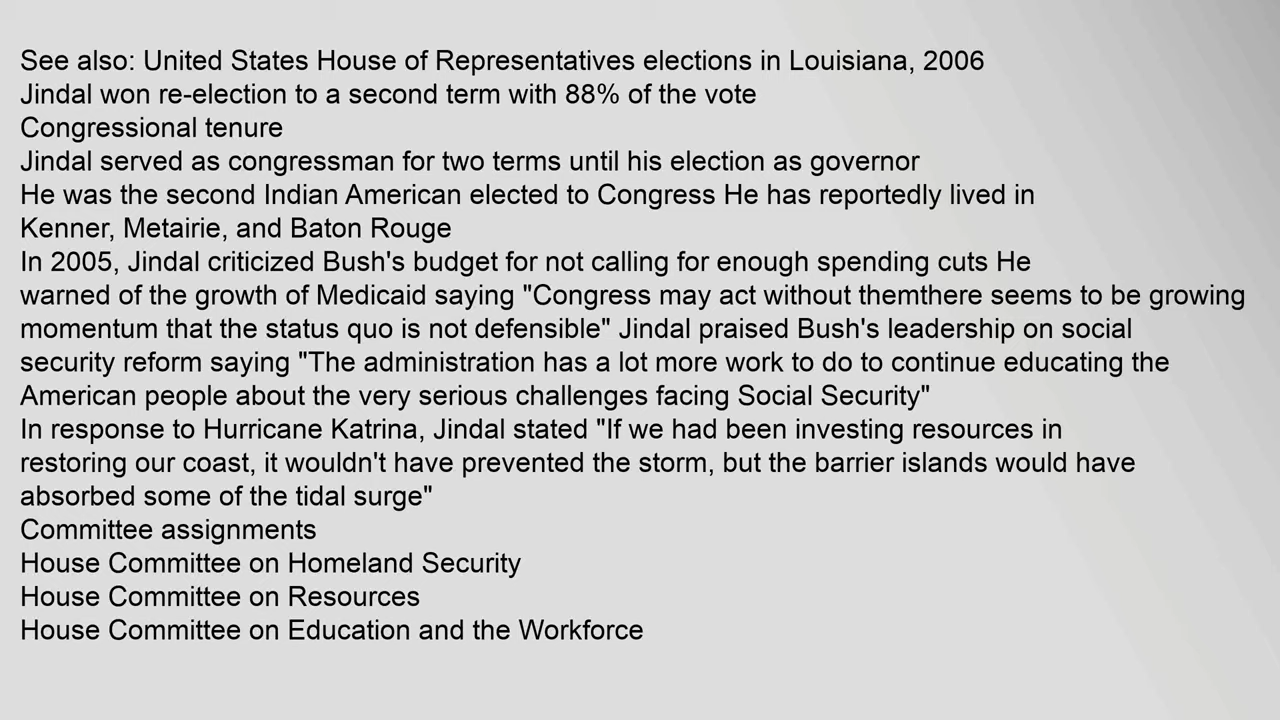 See also: United States House of Representatives elections in Louisiana, 2006
Jindal won re-election to a second term with 88% of the vote
Congressional tenure
Jindal served as congressman for two terms until his election as governor
He was the second Indian American elected to Congress He has reportedly lived in
Kenner, Metairie, and Baton Rouge
In 2005, Jindal criticized Bush's budget for not calling for enough spending cuts He
warned of the growth of Medicaid saying "Congress may act without themthere seems to be growing
momentum that the status quo is not defensible" Jindal praised Bush's leadership on social
security reform saying "The administration has a lot more work to do to continue educating the
American people about the very serious challenges facing Social Security"
In response to Hurricane Katrina, Jindal stated "If we had been investing resources in
restoring our coast, it wouldn't have prevented the storm, but the barrier islands would have
absorbed some of the tidal surge"
Committee assignments
House Committee on Homeland Security
House Committee on Resources
House Committee on Education and the Workforce